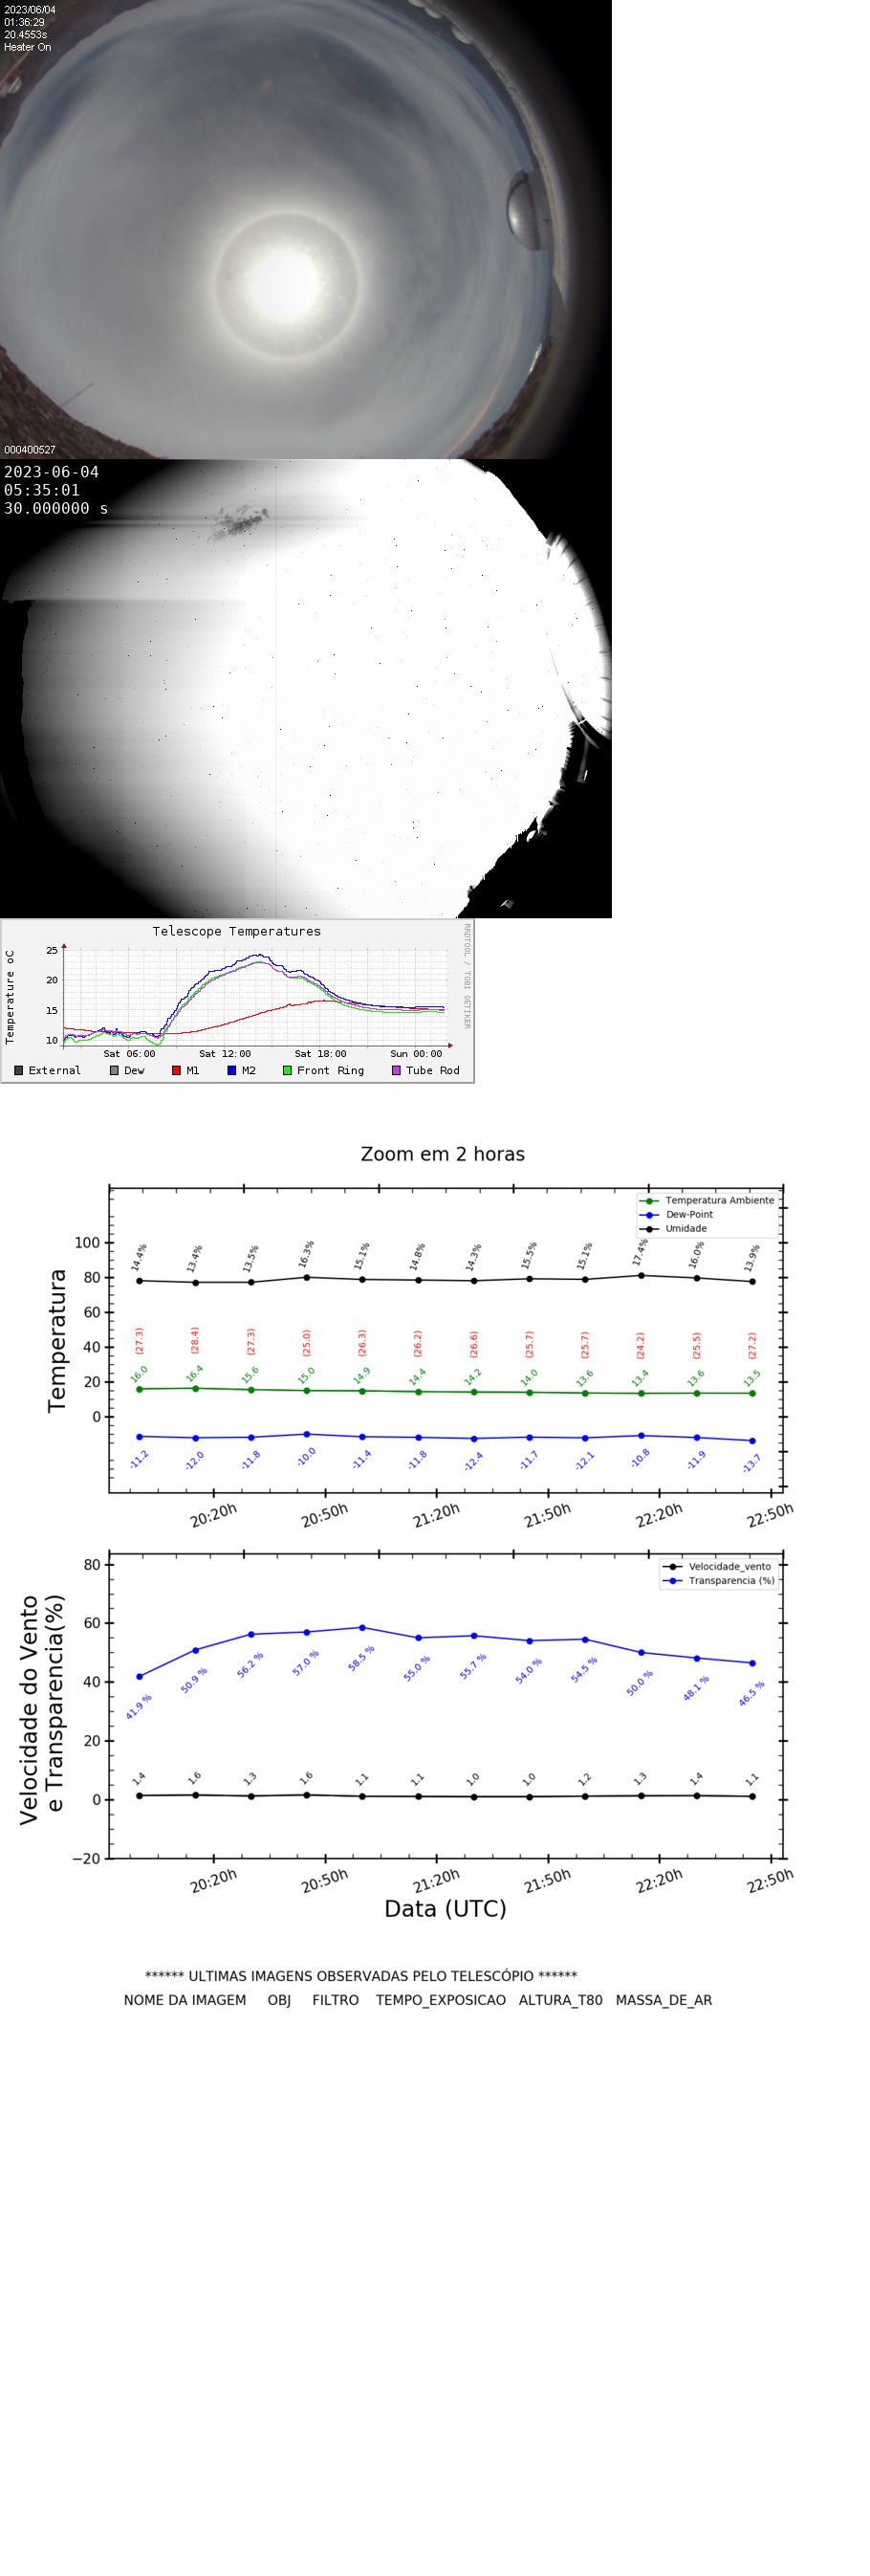 2023/06/04
01:36:29
20.4553s
Heater On
000400527
2023-06-04
05:35:01
30.000000 s
Telescope Temperatures
Temperature oC
25
20
15
10
Sat 06:00 Sat 12:00 Sat 18:00 Sun 00:00
External Dew M1 M2 Front Ring Tube Rod
RRDTOOL / TOBI OETIKER
Zoom em 2 horas
Temperatura
Temperatura Ambiente
Dew-Point
Umidade
100
80
60
40
20
0
14.4% 13.4% 13.5% 16.3% 15.1% 14.8% 14.3% 15.5% 15.1% 17.4% 16.0% 13.9%
(27.3) (28.4) (27.3) (25.0) (26.3) (26.2) (26.6) (25.7) (25.7) (24.2) (25.5) (27.2)
16.0 16.4 15.6 15.0 14.9 14.4 14.2 14.0 13.6 13.4 13.6 13.5
-11.2 -12.0 -11.8 -10.0 -11.4 -11.8 -12.4 -11.7 -12.1 -10.8 -11.9 -13.7
20:20h 20:50h 21:20h 21:50h 22:20h 22:50h
Velocidade do Vento
e Transparencia(%)
Velocidade_vento
Transparencia (%)
80
60
40
20
0
−20
41.9 % 50.9 % 56.2 % 57.0 % 58.5 % 55.0 % 55.7 % 54.0 % 54.5 % 50.0 % 48.1 % 46.5 %
1.4 1.6 1.3 1.6 1.1 1.1 1.0 1.0 1.2 1.3 1.4 1.1
20:20h 20:50h 21:20h 21:50h 22:20h 22:50h
Data (UTC)
****** ULTIMAS IMAGENS OBSERVADAS PELO TELESCÓPIO ******
NOME DA IMAGEM OBJ FILTRO TEMPO_EXPOSICAO ALTURA_T80 MASSA_DE_AR